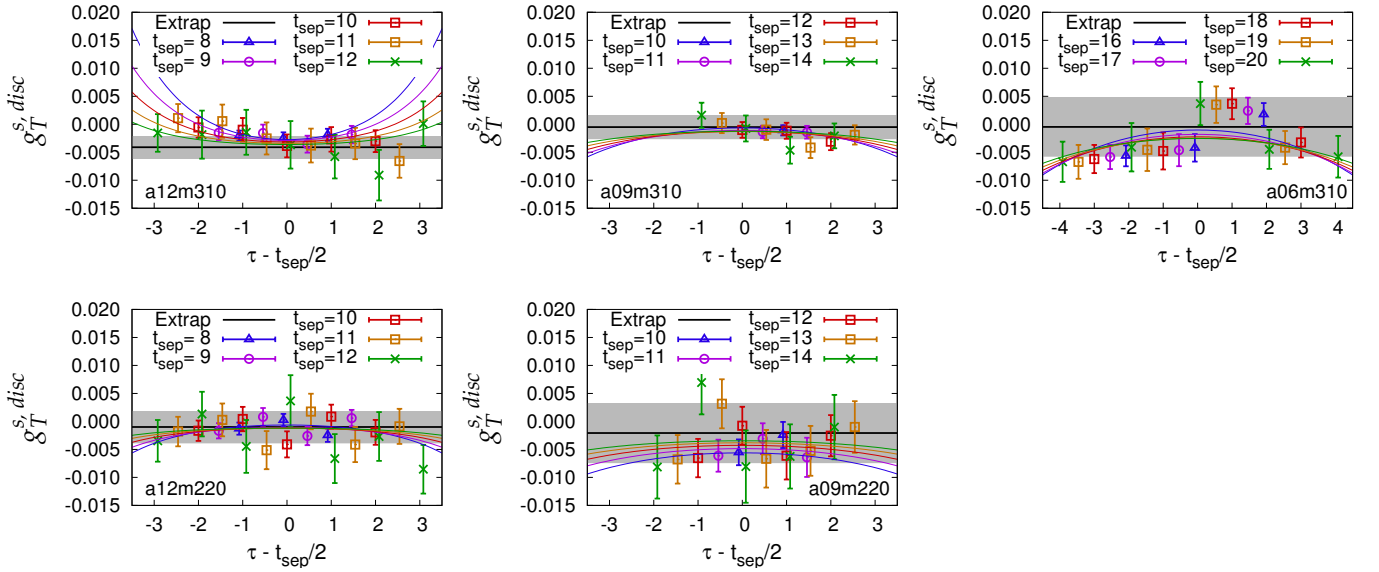 0.020
0.015
0.010
0.005
0.000
-0.005
-0.010
-0.015
g_T^{s, disc}
Extrap
t_sep= 8
t_sep= 9
t_sep=10
t_sep=11
t_sep=12
a12m310
-3 -2 -1 0 1 2 3
τ - t_sep/2
0.020
0.015
0.010
0.005
0.000
-0.005
-0.010
-0.015
g_T^{s, disc}
Extrap
t_sep=10
t_sep=11
t_sep=12
t_sep=13
t_sep=14
a09m310
-3 -2 -1 0 1 2 3
τ - t_sep/2
0.020
0.015
0.010
0.005
0.000
-0.005
-0.010
-0.015
g_T^{s, disc}
Extrap
t_sep=16
t_sep=17
t_sep=18
t_sep=19
t_sep=20
a06m310
-4 -3 -2 -1 0 1 2 3 4
τ - t_sep/2
0.020
0.015
0.010
0.005
0.000
-0.005
-0.010
-0.015
g_T^{s, disc}
Extrap
t_sep= 8
t_sep= 9
t_sep=10
t_sep=11
t_sep=12
a12m220
-3 -2 -1 0 1 2 3
τ - t_sep/2
0.020
0.015
0.010
0.005
0.000
-0.005
-0.010
-0.015
g_T^{s, disc}
Extrap
t_sep=10
t_sep=11
t_sep=12
t_sep=13
t_sep=14
a09m220
-3 -2 -1 0 1 2 3
τ - t_sep/2